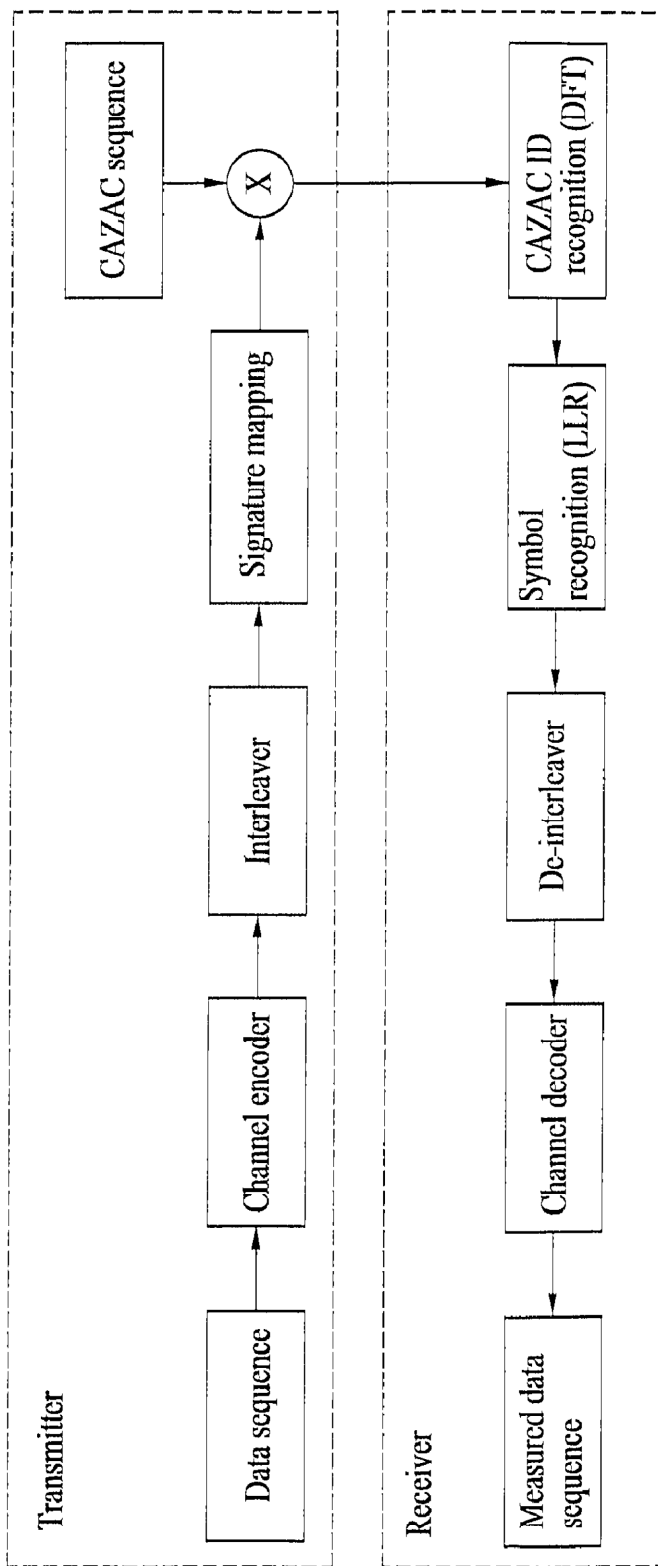 Transmitter
CAZAC sequence
Data sequence
Channel encoder
Interleaver
Signature mapping
X
Receiver
Measured data
sequence
Channel decoder
De-interleaver
Symbol
recognition (LLR)
CAZAC ID
recognition (DFT)